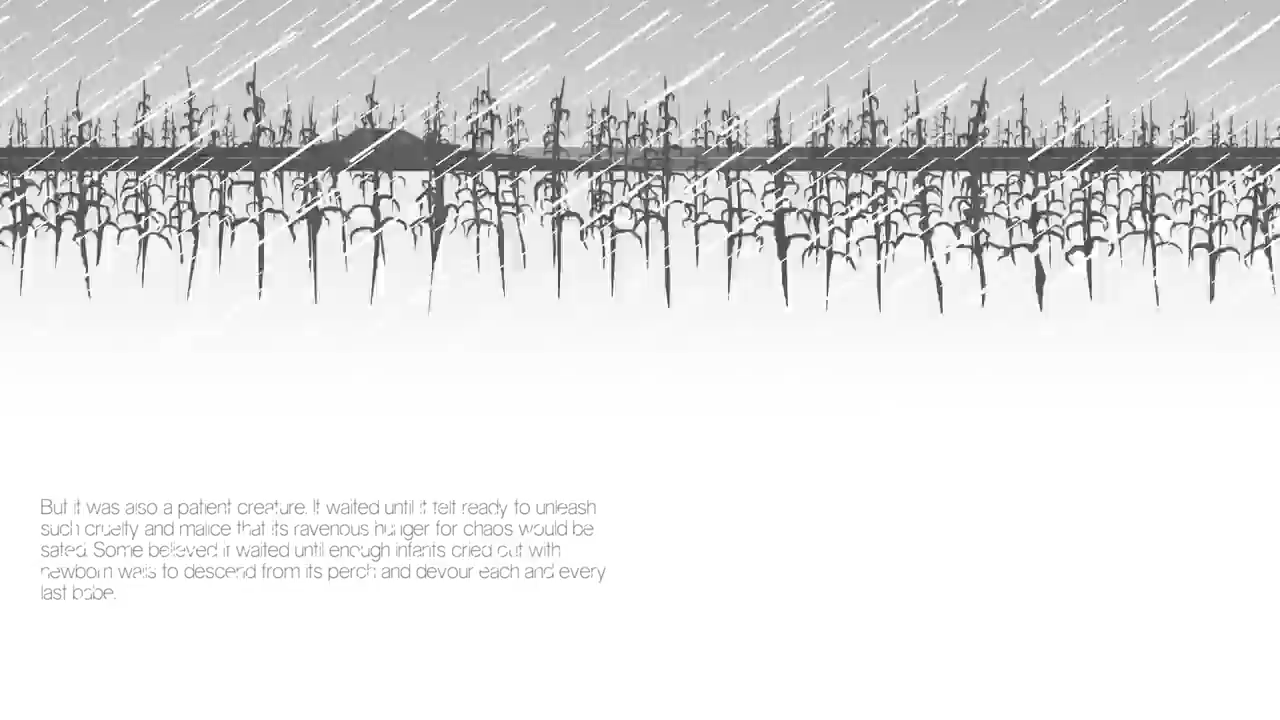 But it was also a patient creature. It waited until it felt ready to unleash
such cruelty and malice that its ravenous hunger for chaos would be
sated. Some believed it waited until enough infants cried out with
newborn wails to descend from its perch and devour each and every
last babe.